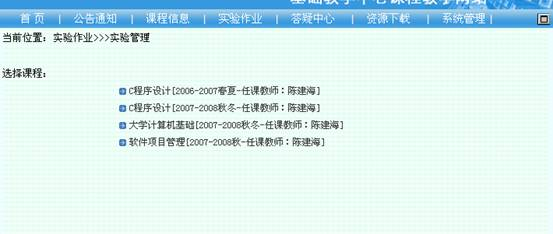 首 页 | 公告通知 | 课程信息 | 实验作业 | 答疑中心 | 资源下载 | 系统管理 |
当前位置: 实验作业>>>实验管理
选择课程:
C程序设计[2006-2007春夏-任课教师：陈建海]
C程序设计[2007-2008秋冬-任课教师：陈建海]
大学计算机基础[2007-2008秋冬-任课教师：陈建海]
软件项目管理[2007-2008秋-任课教师：陈建海]